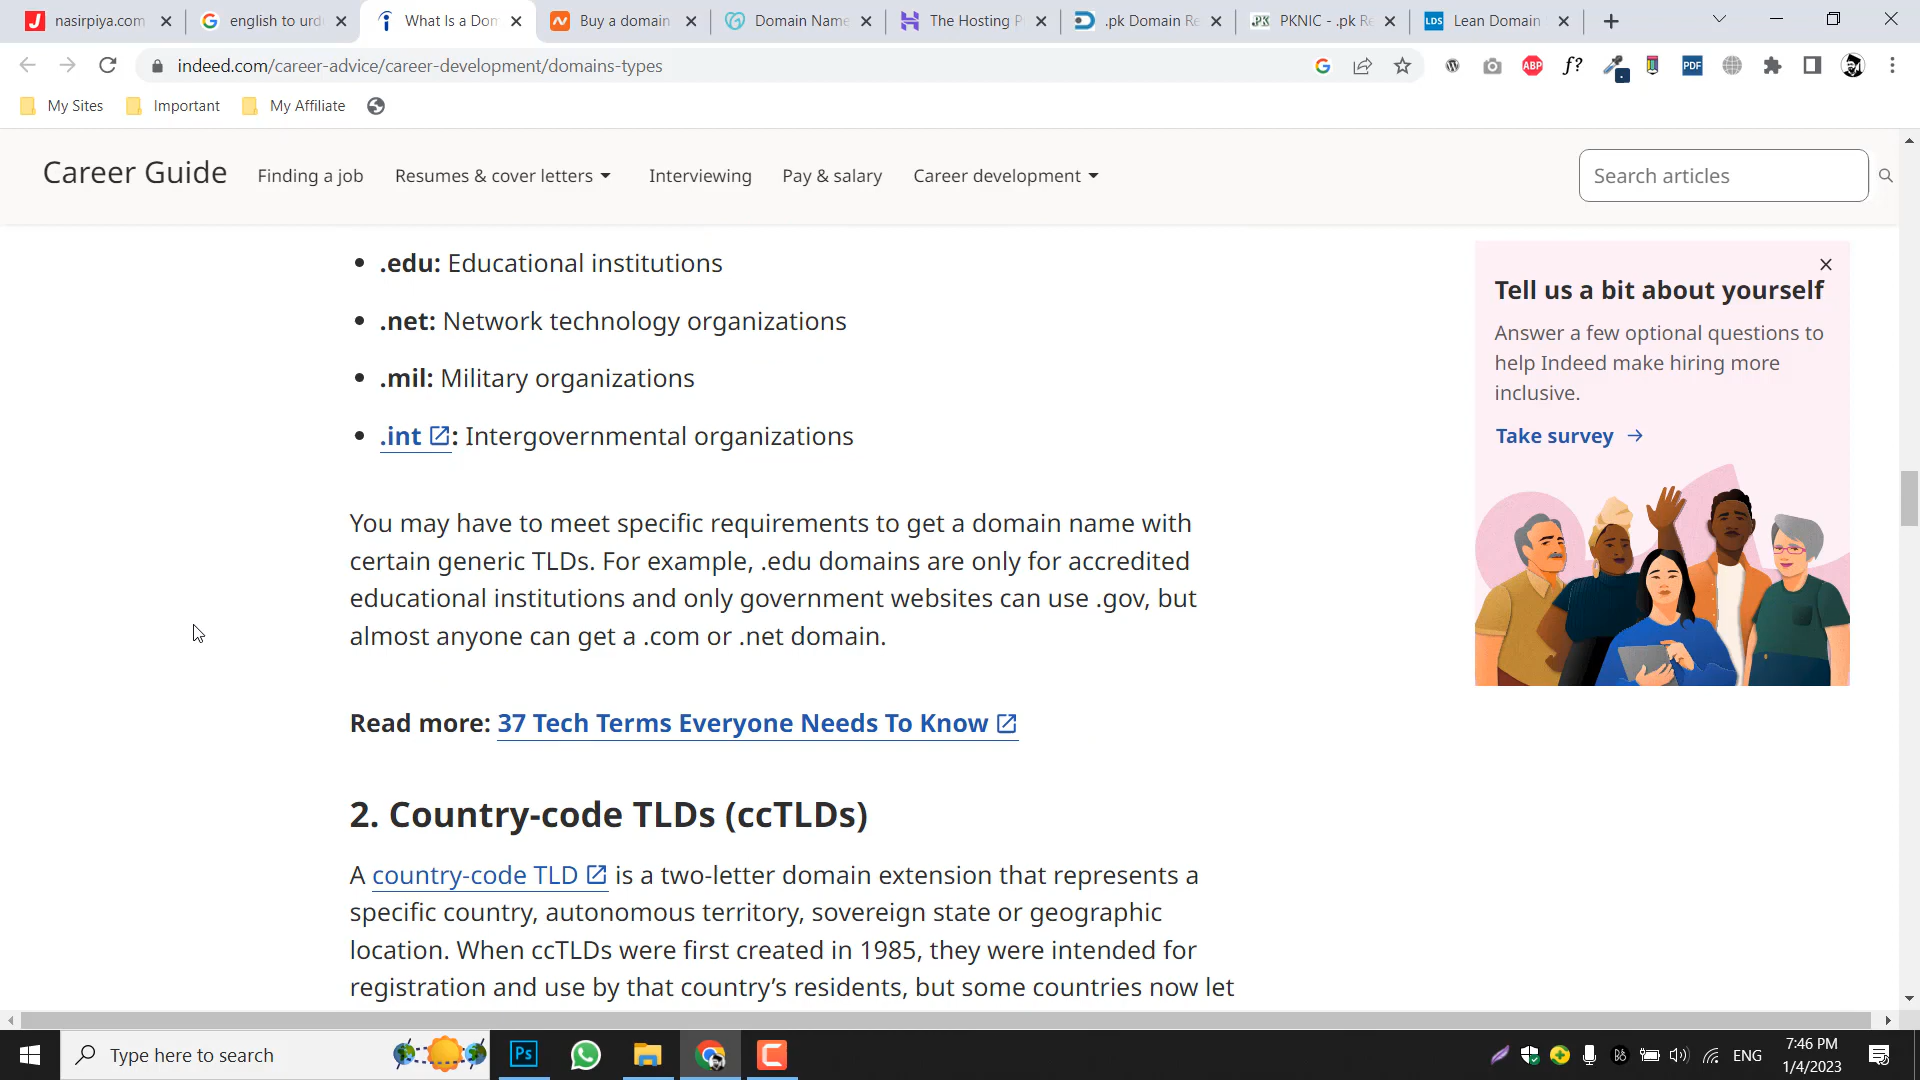 nasirpiya.com
english to urd
What Is a Don
Buy a domain
Domain Name
The Hosting P
.pk Domain Re
PKNIC - .pk Re
LDS
Lean Domain
indeed.com/career-advice/career-development/domains-types
ABP
f?
PDF
My Sites
Important
My Affiliate
Career Guide
Finding a job
Resumes & cover letters
Interviewing
Pay & salary
Career development
Search articles
• .edu: Educational institutions
• .net: Network technology organizations
• .mil: Military organizations
• .int : Intergovernmental organizations
You may have to meet specific requirements to get a domain name with
certain generic TLDs. For example, .edu domains are only for accredited
educational institutions and only government websites can use .gov, but
almost anyone can get a .com or .net domain.
Read more: 37 Tech Terms Everyone Needs To Know
2. Country-code TLDs (ccTLDs)
A country-code TLD is a two-letter domain extension that represents a
specific country, autonomous territory, sovereign state or geographic
location. When ccTLDs were first created in 1985, they were intended for
registration and use by that country’s residents, but some countries now let
Tell us a bit about yourself
Answer a few optional questions to
help Indeed make hiring more
inclusive.
Take survey →
Type here to search
Ps
ENG
7:46 PM
1/4/2023